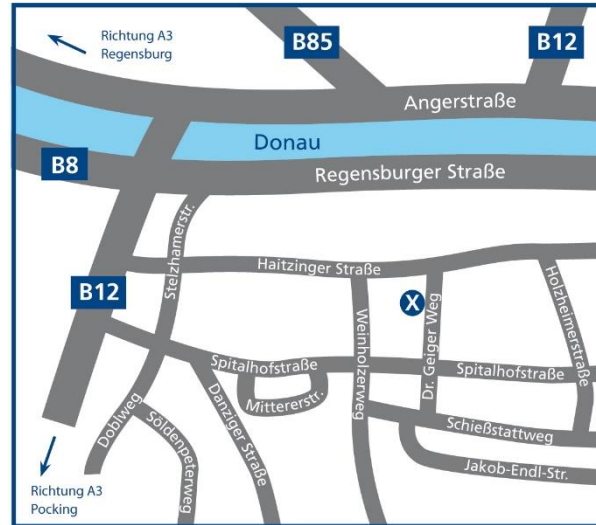 Richtung A3
Regensburg
B85
B12
Angerstraße
Donau
B8
Regensburger Straße
Stelzhamerstr.
Haitzinger Straße
B12
X
Weinholzerweg
Dr. Geiger Weg
Holzheimerstraße
Spitalhofstraße
Spitalhofstraße
Mittererstr.
Danziger Straße
Doblweg
Söldenpeterweg
Schießstattweg
Jakob-Endl-Str.
Richtung A3
Pocking